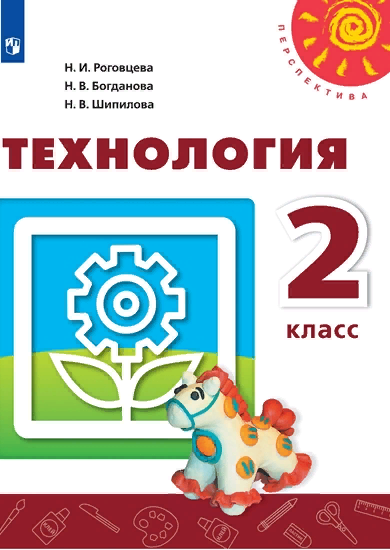 Н. И. Роговцева
Н. В. Богданова
Н. В. Шипилова
ПЕРСПЕКТИВА
ТЕХНОЛОГИЯ
2
класс